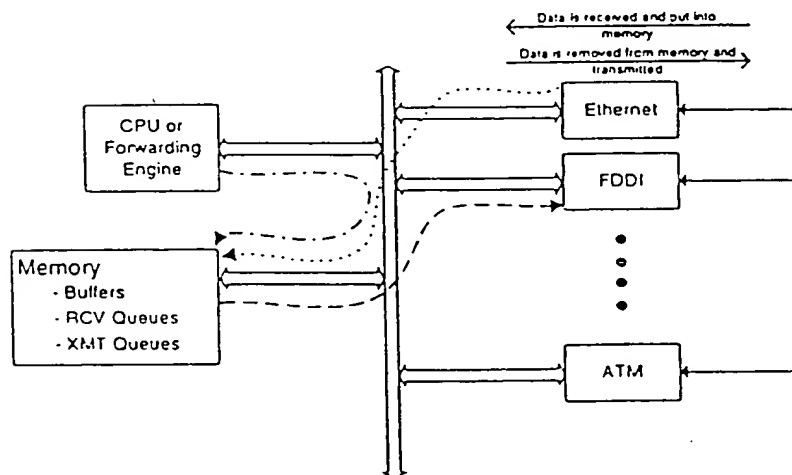 Data is received and put into
memory
Data is removed from memory and
transmitted
CPU or
Forwarding
Engine
Ethernet
FDDI
Memory
- Buffers
- RCV Queues
- XMT Queues
ATM